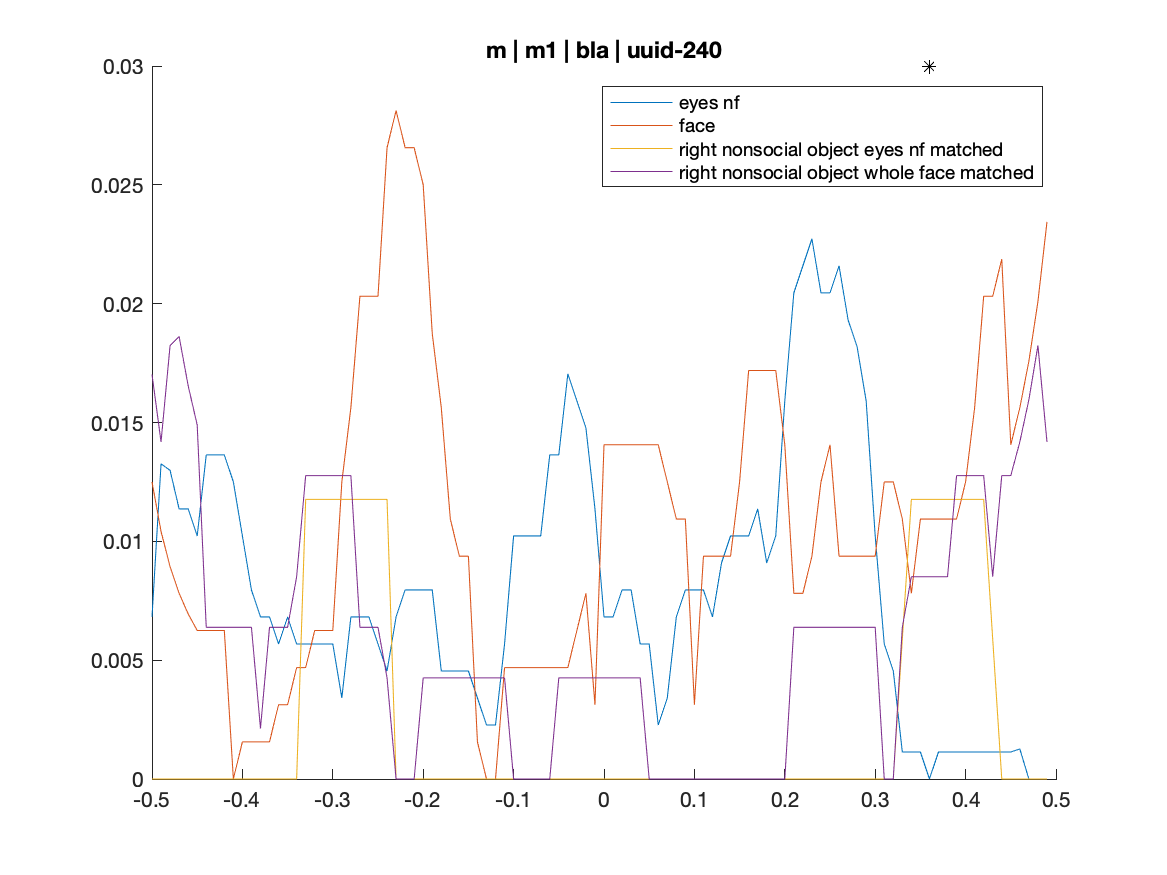 m | m1 | bla | uuid-240
0.03
0.025
0.02
0.015
0.01
0.005
0
eyes nf
face
right nonsocial object eyes nf matched
right nonsocial object whole face matched
-0.5 -0.4 -0.3 -0.2 -0.1 0 0.1 0.2 0.3 0.4 0.5